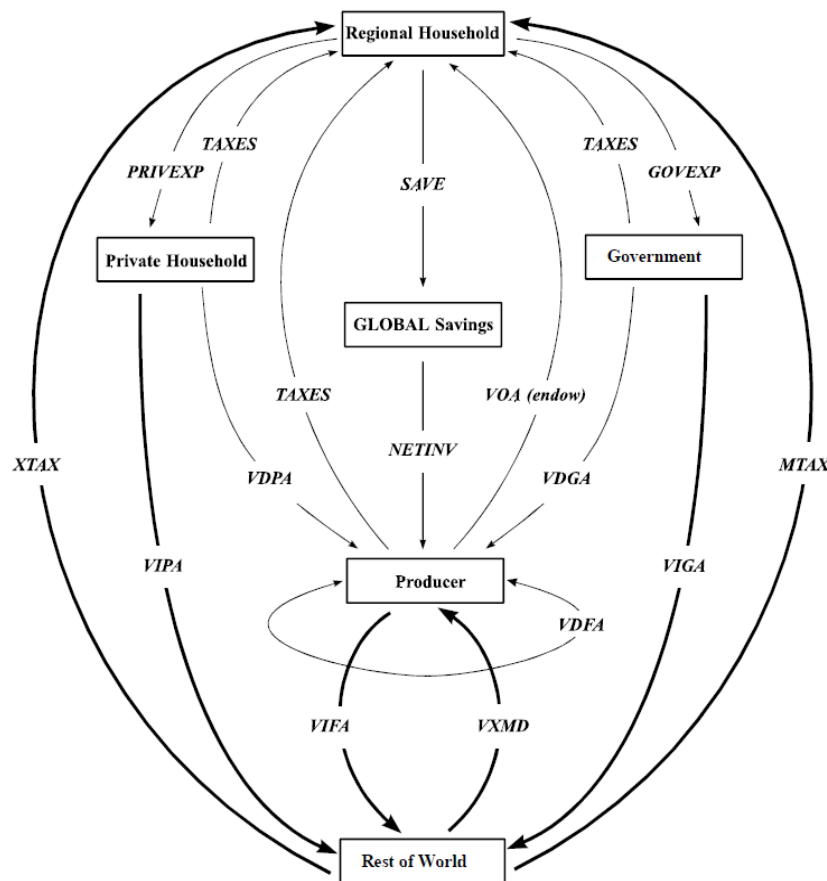 Regional Household
TAXES
TAXES
PRIVEXP
GOVEXP
SAVE
Private Household
Government
GLOBAL Savings
TAXES
VOA (endow)
NETINV
XTAX
MTAX
VDPA
VDGA
VIPA
VIGA
Producer
VDFA
VIFA
VXMD
Rest of World